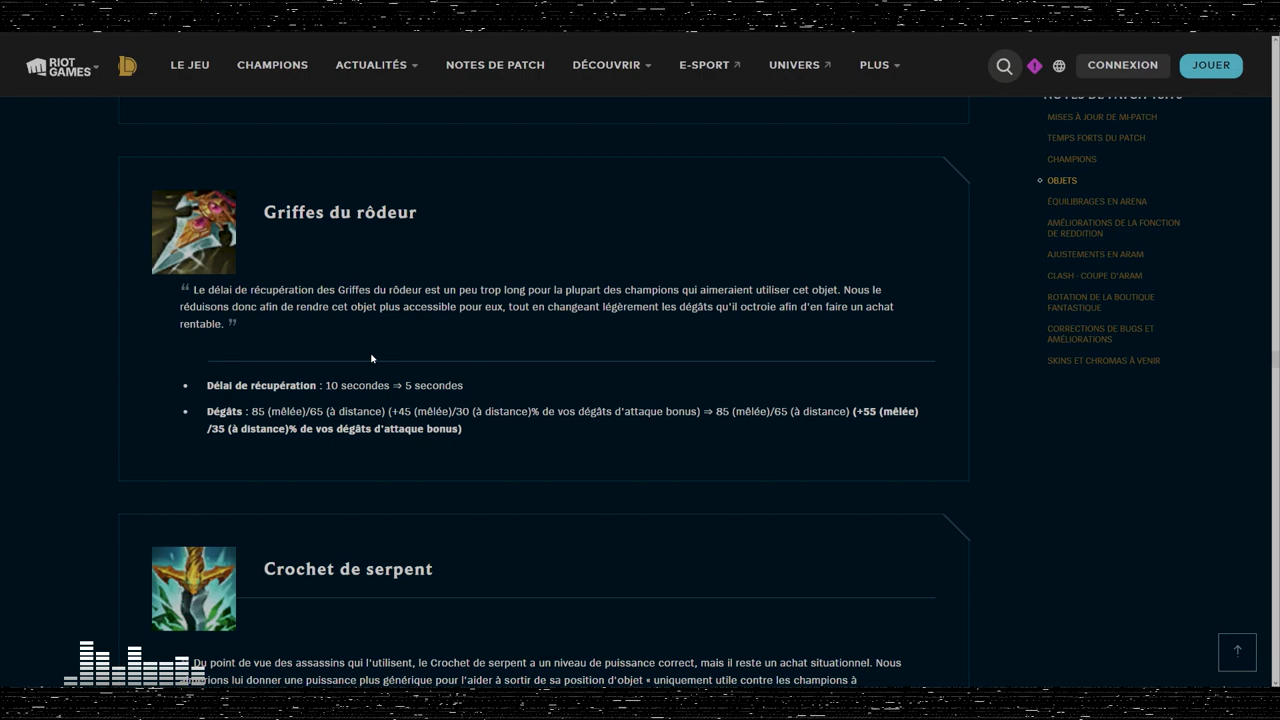 RIOT GAMES
LE JEU CHAMPIONS ACTUALITÉS NOTES DE PATCH DÉCOUVRIR E-SPORT UNIVERS PLUS CONNEXION JOUER
MISES À JOUR DE MI-PATCH
TEMPS FORTS DU PATCH
CHAMPIONS
OBJETS
ÉQUILIBRAGES EN ARENA
AMÉLIORATIONS DE LA FONCTION
DE REDDITION
AJUSTEMENTS EN ARAM
CLASH - COUPE D'ARAM
ROTATION DE LA BOUTIQUE
FANTASTIQUE
CORRECTIONS DE BUGS ET
AMÉLIORATIONS
SKINS ET CHROMAS À VENIR
Griffes du rôdeur
“ Le délai de récupération des Griffes du rôdeur est un peu trop long pour la plupart des champions qui aimeraient utiliser cet objet. Nous le
réduisons donc afin de rendre cet objet plus accessible pour eux, tout en changeant légèrement les dégâts qu'il octroie afin d'en faire un achat
rentable. ”
• Délai de récupération : 10 secondes ⇒ 5 secondes
• Dégâts : 85 (mêlée)/65 (à distance) (+45 (mêlée)/30 (à distance)% de vos dégâts d'attaque bonus) ⇒ 85 (mêlée)/65 (à distance) (+55 (mêlée)
/35 (à distance)% de vos dégâts d'attaque bonus)
Crochet de serpent
Du point de vue des assassins qui l'utilisent, le Crochet de serpent a un niveau de puissance correct, mais il reste un achat situationnel. Nous
lui donner une puissance plus générique pour l'aider à sortir de sa position d'objet « uniquement utile contre les champions à